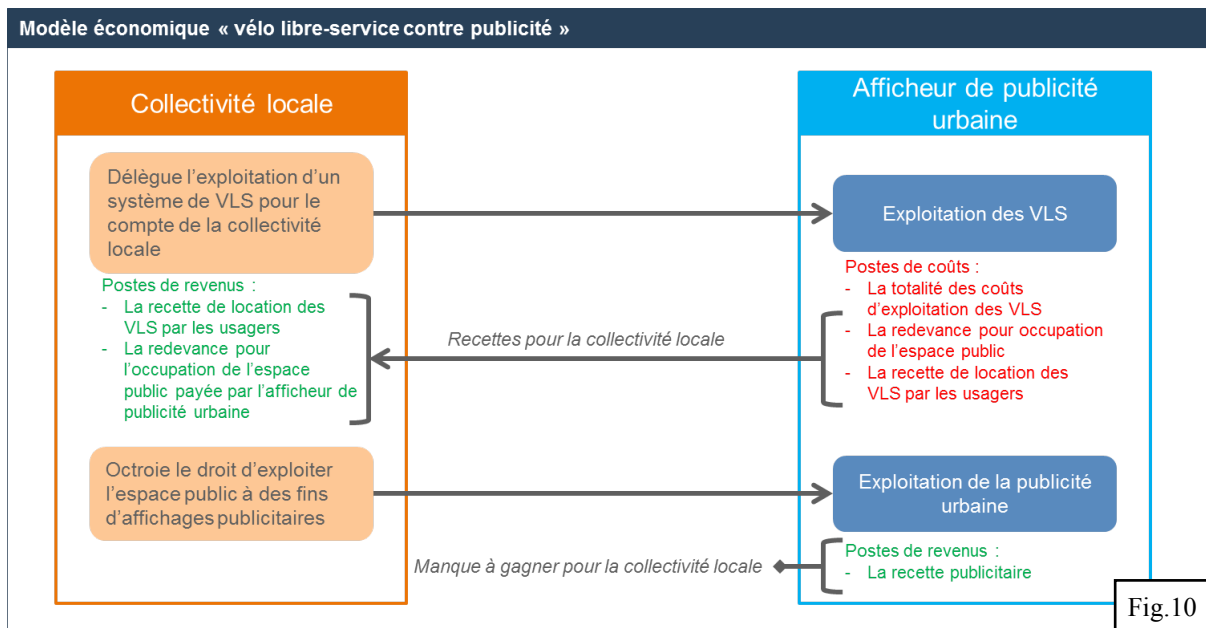 Modèle économique « vélo libre-service contre publicité »
Collectivité locale
Délègue l'exploitation d'un
système de VLS pour le
compte de la collectivité
locale
Postes de revenus :
- La recette de location des
VLS par les usagers
- La redevance pour
l'occupation de l'espace
public payée par l'afficheur de
publicité urbaine
Octroie le droit d'exploiter
l'espace public à des fins
d'affichages publicitaires
Recettes pour la collectivité locale
Manque à gagner pour la collectivité locale
Afficheur de publicité
urbaine
Exploitation des VLS
Postes de coûts :
- La totalité des coûts
d'exploitation des VLS
- La redevance pour occupation
de l'espace public
- La recette de location des
VLS par les usagers
Exploitation de la publicité
urbaine
Postes de revenus :
- La recette publicitaire
Fig.10